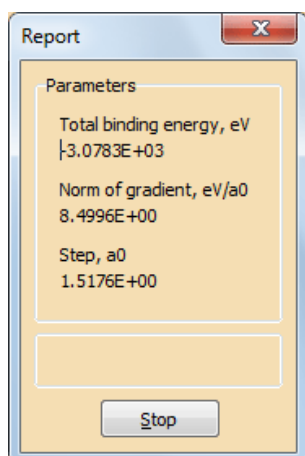 Report
Parameters
Total binding energy, eV
-3.0783E+03
Norm of gradient, eV/a0
8.4996E+00
Step, a0
1.5176E+00
Stop